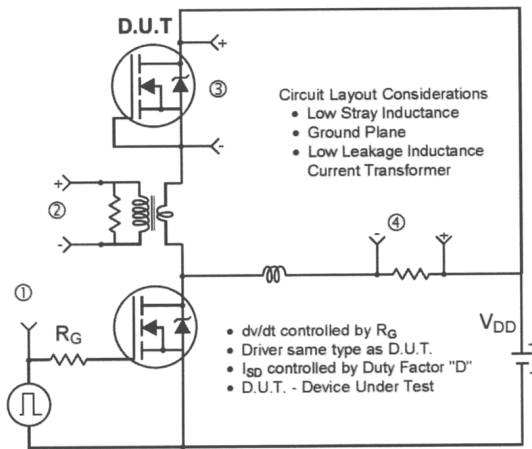 D.U.T
+
③
-
Circuit Layout Considerations
• Low Stray Inductance
• Ground Plane
• Low Leakage Inductance
Current Transformer
+
②
-
④
- +
①
RG
VDD
+
-
• dv/dt controlled by RG
• Driver same type as D.U.T.
• ISD controlled by Duty Factor "D"
• D.U.T. - Device Under Test